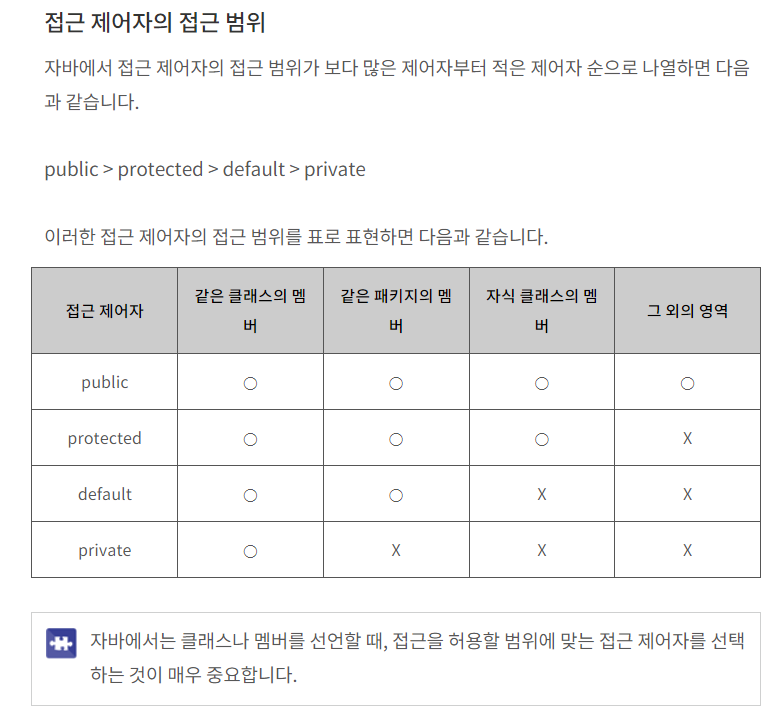 접근 제어자의 접근 범위
자바에서 접근 제어자의 접근 범위가 보다 많은 제어자부터 적은 제어자 순으로 나열하면 다음
과 같습니다.
public > protected > default > private
이러한 접근 제어자의 접근 범위를 표로 표현하면 다음과 같습니다.
접근 제어자 같은 클래스의 멤버 같은 패키지의 멤버 자식 클래스의 멤버 그 외의 영역
public ○ ○ ○ ○
protected ○ ○ ○ X
default ○ ○ X X
private ○ X X X
자바에서는 클래스나 멤버를 선언할 때, 접근을 허용할 범위에 맞는 접근 제어자를 선택
하는 것이 매우 중요합니다.